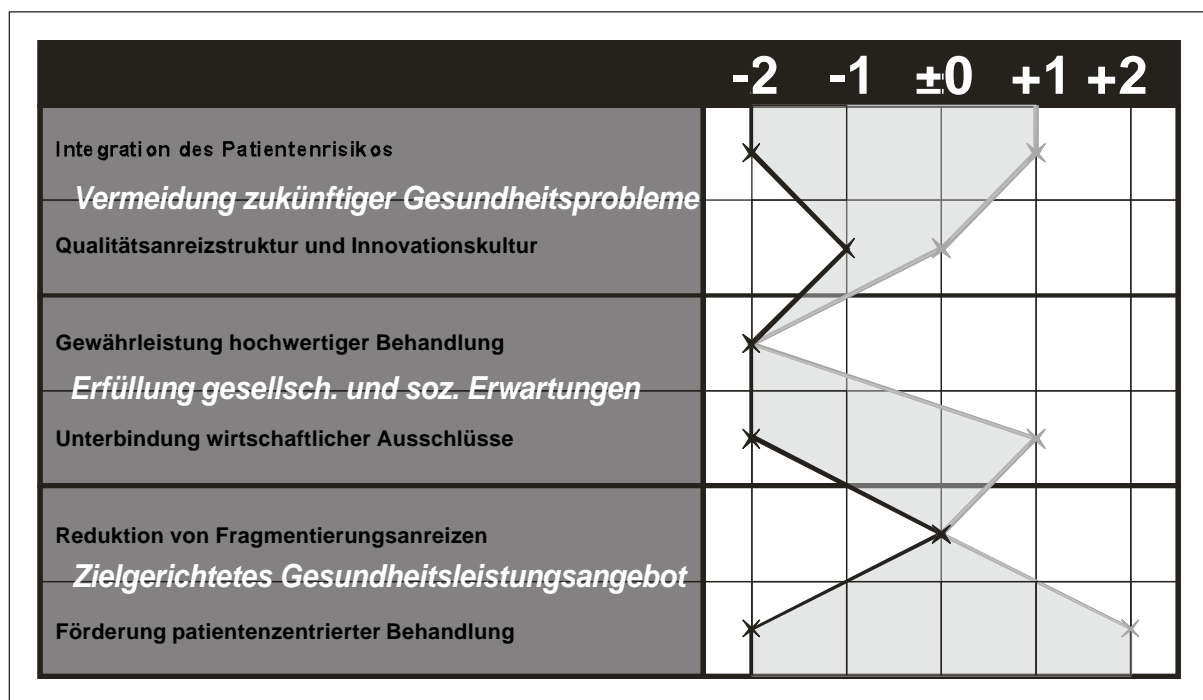 -2 -1 ±0 +1 +2
Integration des Patientenrisikos
Vermeidung zukünftiger Gesundheitsprobleme
Qualitätsanreizstruktur und Innovationskultur
Gewährleistung hochwertiger Behandlung
Erfüllung gesellsch. und soz. Erwartungen
Unterbindung wirtschaftlicher Ausschlüsse
Reduktion von Fragmentierungsanreizen
Zielgerichtetes Gesundheitsleistungsangebot
Förderung patientenzentrierter Behandlung